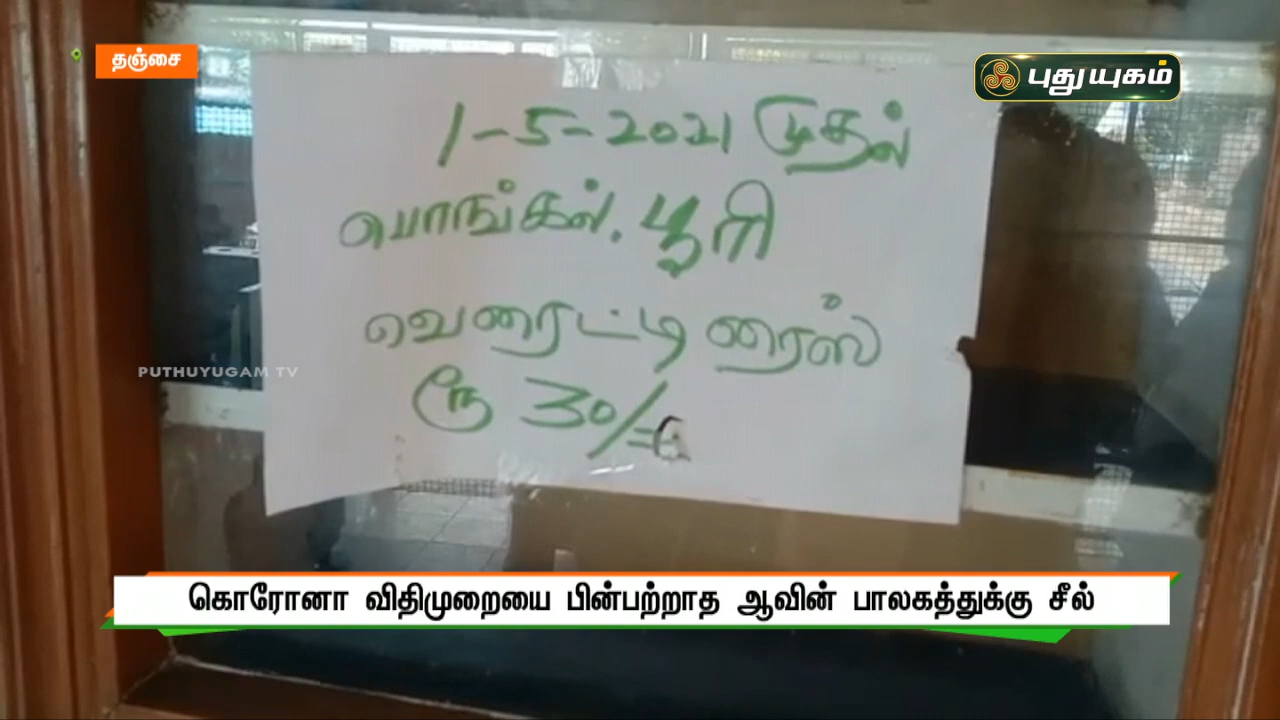 தஞ்சை
புதுயுகம்
1-5-2021 முதல்
பொங்கல். பூரி
வெரைட்டி ரைஸ்
ரூ 30/=
PUTHUYUGAM TV
கொரோனா விதிமுறையை பின்பற்றாத ஆவின் பாலகத்துக்கு சீல்